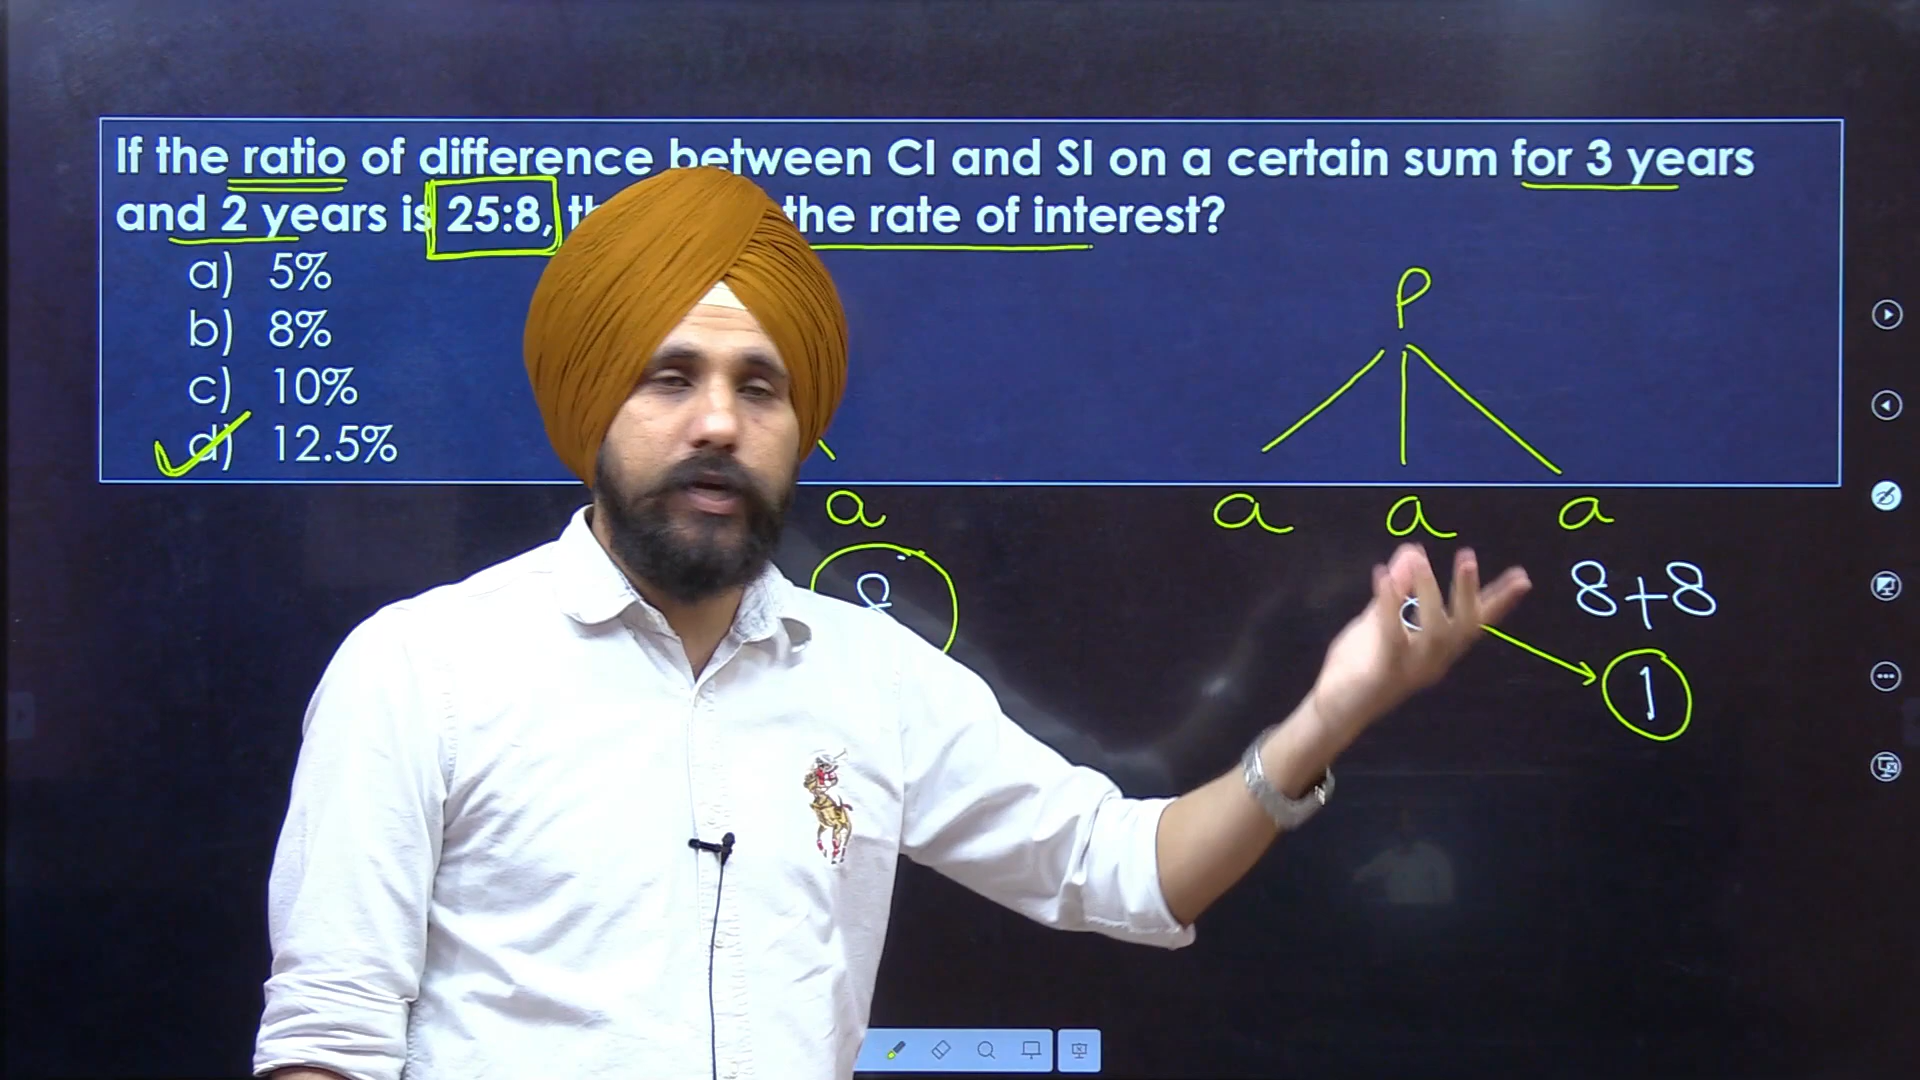 If the ratio of difference between CI and SI on a certain sum for 3 years
and 2 years is 25:8, the rate of interest?
a) 5%
b) 8%
c) 10%
d) 12.5%
P
a
a a a
8
8+8
1